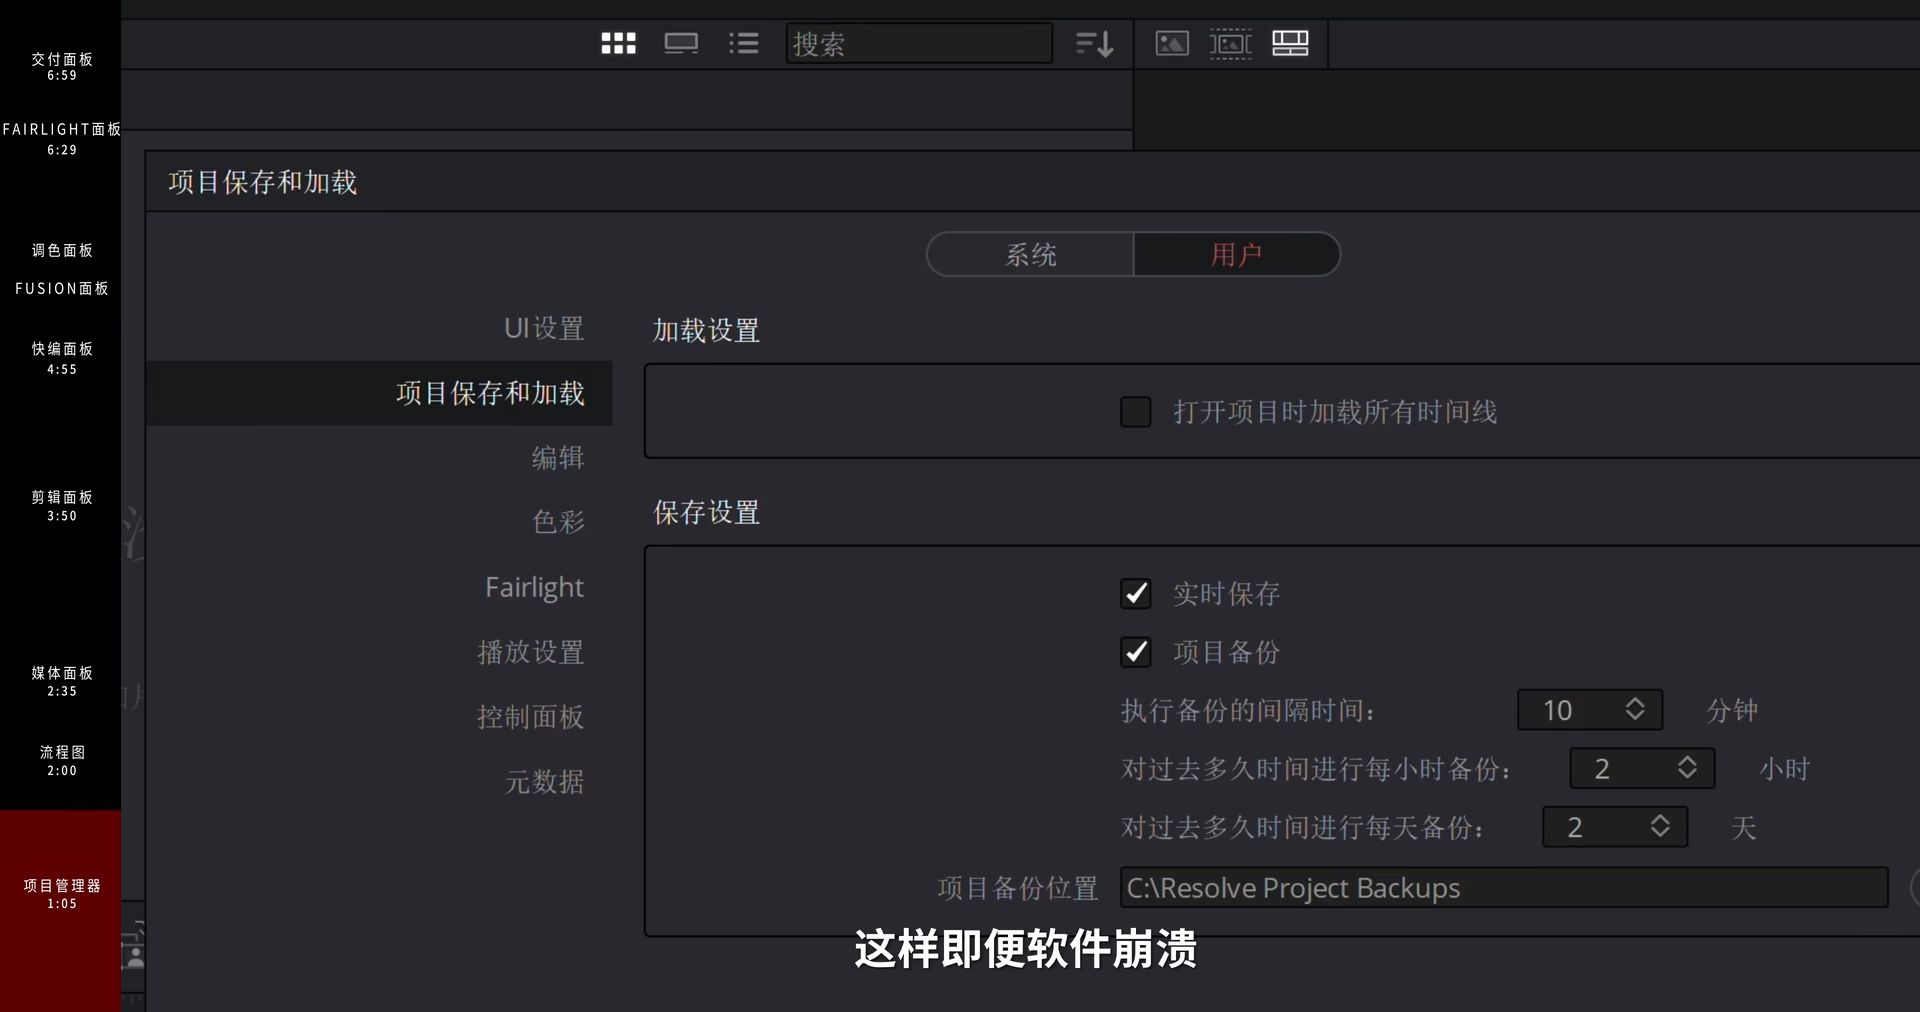 交付面板
6:59
FAIRLIGHT面板
6:29
调色面板
FUSION面板
快编面板
4:55
剪辑面板
3:50
媒体面板
2:35
流程图
2:00
项目管理器
1:05
搜索
项目保存和加载
系统
用户
UI设置
项目保存和加载
编辑
色彩
Fairlight
播放设置
控制面板
元数据
加载设置
打开项目时加载所有时间线
保存设置
实时保存
项目备份
执行备份的间隔时间: 10 分钟
对过去多久时间进行每小时备份: 2 小时
对过去多久时间进行每天备份: 2 天
项目备份位置 C:\Resolve Project Backups
这样即便软件崩溃